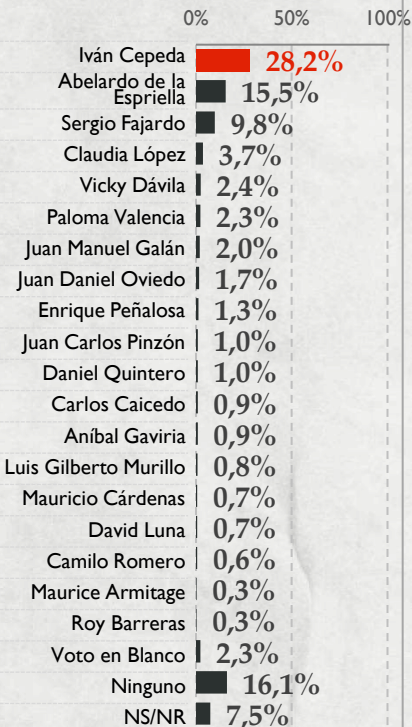 0% 50% 100%
Iván Cepeda 28,2%
Abelardo de la
Espriella 15,5%
Sergio Fajardo 9,8%
Claudia López 3,7%
Vicky Dávila 2,4%
Paloma Valencia 2,3%
Juan Manuel Galán 2,0%
Juan Daniel Oviedo 1,7%
Enrique Peñalosa 1,3%
Juan Carlos Pinzón 1,0%
Daniel Quintero 1,0%
Carlos Caicedo 0,9%
Aníbal Gaviria 0,9%
Luis Gilberto Murillo 0,8%
Mauricio Cárdenas 0,7%
David Luna 0,7%
Camilo Romero 0,6%
Maurice Armitage 0,3%
Roy Barreras 0,3%
Voto en Blanco 2,3%
Ninguno 16,1%
NS/NR 7,5%